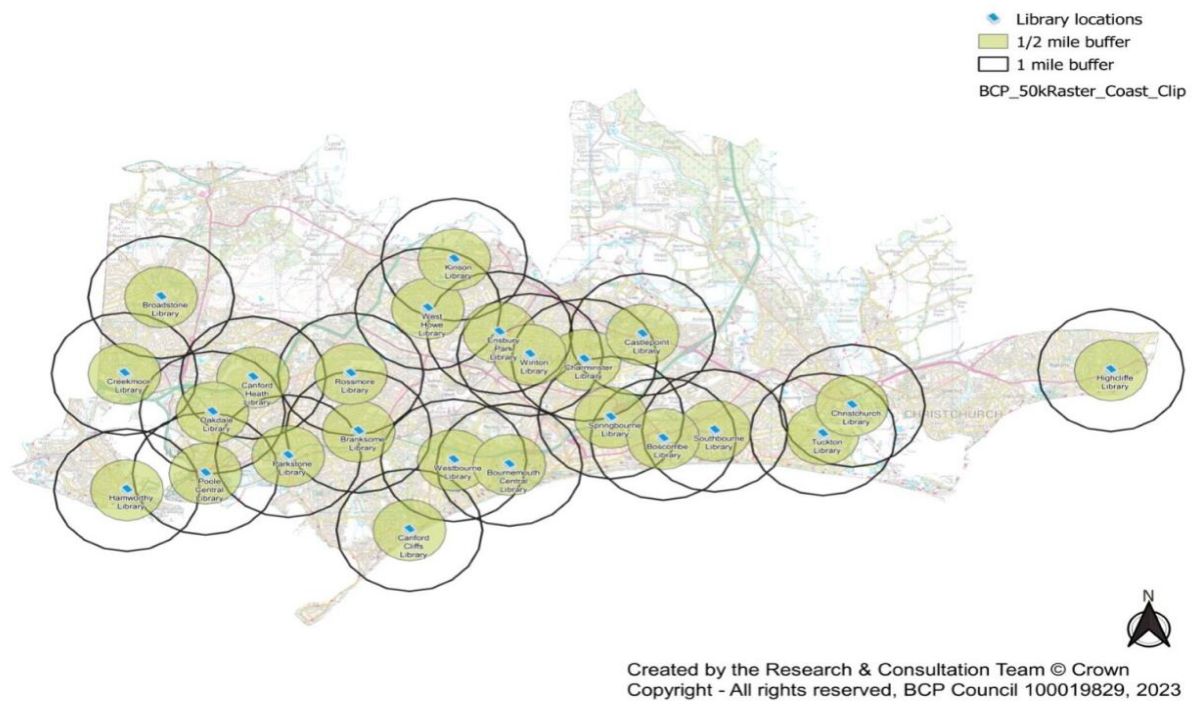 Library locations
1/2 mile buffer
1 mile buffer
BCP_50kRaster_Coast_Clip
Kinson
Library
Broadstone
Library
West
Howe
Library
Ensbury
Park
Library
Winton
Library
Charminster
Library
Castlepoint
Library
Creekmoor
Library
Canford
Heath
Library
Rossmore
Library
Highcliffe
Library
Oakdale
Library
Branksome
Library
Springbourne
Library
Boscombe
Library
Southbourne
Library
Christchurch
Library
Tuckton
Library
CHRISTCHURCH
Hamworthy
Library
Poole
Central
Library
Parkstone
Library
Westbourne
Library
Bournemouth
Central
Library
Canford
Cliffs
Library
N
Created by the Research & Consultation Team © Crown
Copyright - All rights reserved, BCP Council 100019829, 2023